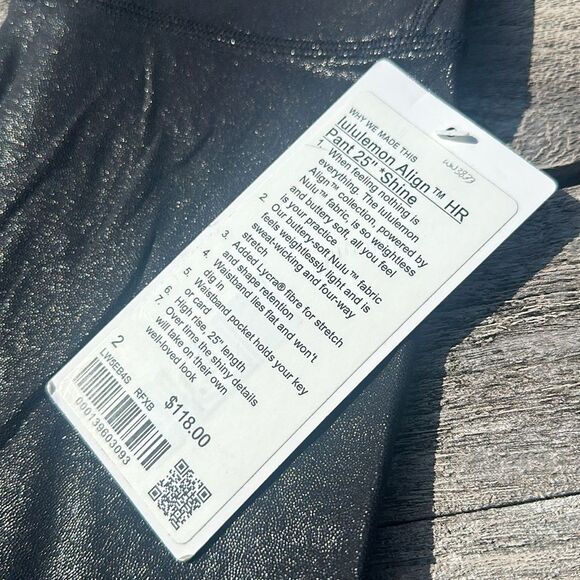 WHY WE MADE THIS
lululemon Align™ HR
Pant 25" *Shine
1. When feeling nothing is
everything. The lululemon
Align™ collection, powered by
Nulu™ fabric, is so weightless
and buttery soft, all you feel
is your practice
2. Our buttery-soft Nulu™ fabric
feels weightlessly light and is
sweat-wicking and four-way
stretch
3. Added Lycra® fibre for stretch
and shape retention
4. Waistband lies flat and won't
dig in
5. Waistband pocket holds your key
or card
6. High rise, 25" length
7. Over time the shiny details
will take on their own
well-loved look
2
LW5EB4S RFXB
$118.00
000139603093